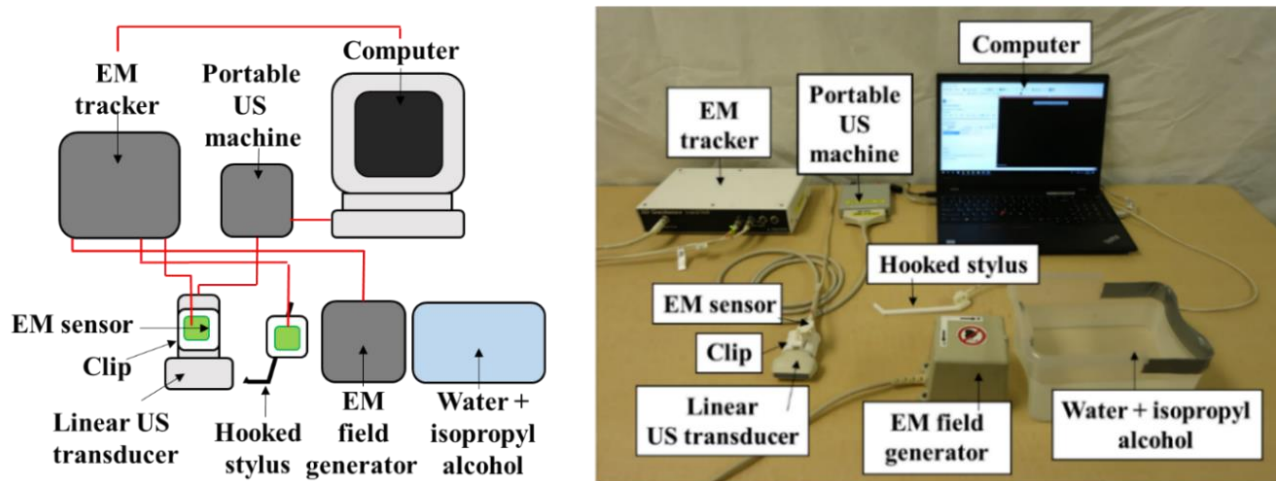 EM
tracker
Portable
US
machine
Computer
EM sensor
Clip
Linear US
transducer
Hooked
stylus
EM
field
generator
Water +
isopropyl
alcohol
Computer
EM
tracker
Portable
US
machine
Hooked stylus
EM sensor
Clip
Linear
US transducer
EM field
generator
Water + isopropyl
alcohol